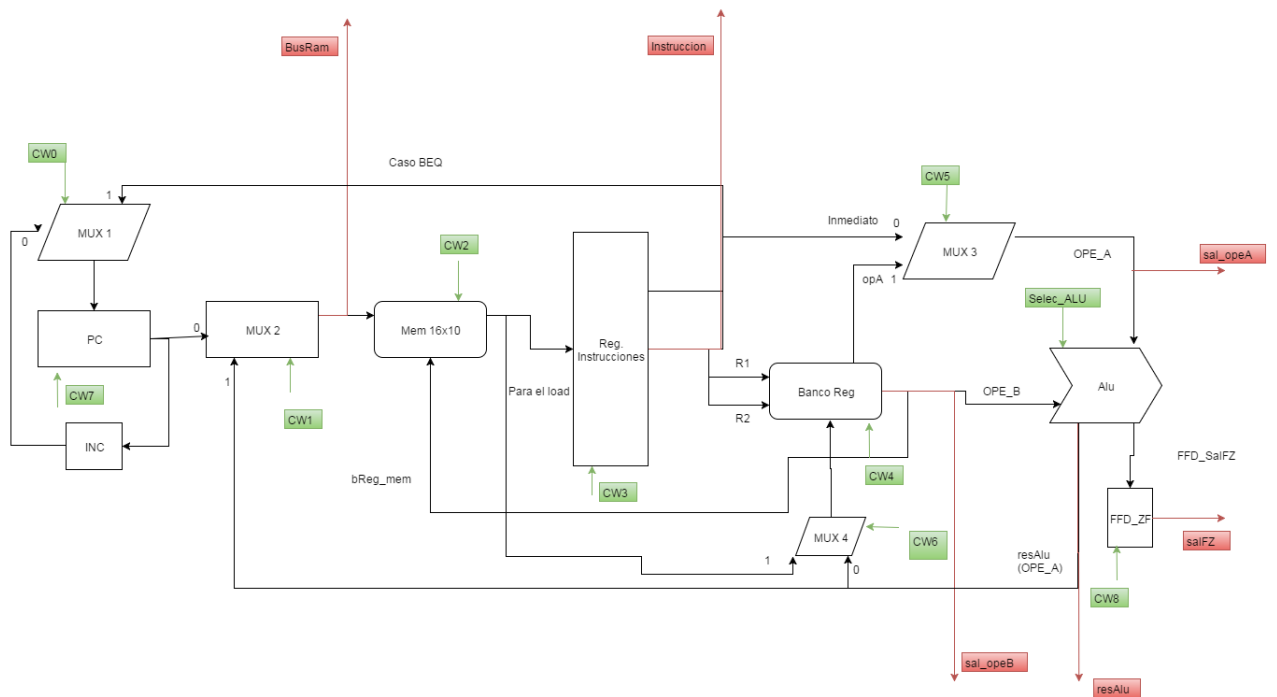 BusRam
Instruccion
CW0
Caso BEQ
CW5
1
MUX 1
0
Inmediato
0
MUX 3
OPE_A
sal_opeA
CW2
opA
1
Selec_ALU
PC
0
MUX 2
Mem 16x10
Reg.
Instrucciones
R1
Banco Reg
OPE_B
Alu
1
Para el load
R2
CW7
CW1
INC
bReg_mem
CW3
CW4
FFD_SalFZ
MUX 4
CW6
FFD_ZF
salFZ
1
0
resAlu
(OPE_A)
CW8
sal_opeB
resAlu